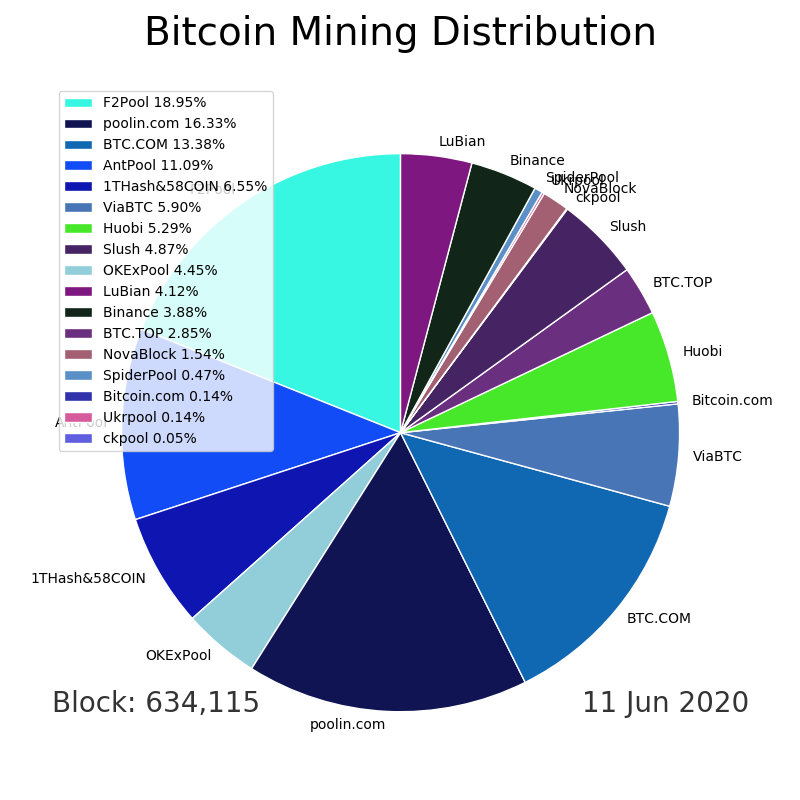 Bitcoin Mining Distribution
F2Pool 18.95%
poolin.com 16.33%
BTC.COM 13.38%
AntPool 11.09%
1THash&58COIN 6.55%
ViaBTC 5.90%
Huobi 5.29%
Slush 4.87%
OKExPool 4.45%
LuBian 4.12%
Binance 3.88%
BTC.TOP 2.85%
NovaBlock 1.54%
SpiderPool 0.47%
Bitcoin.com 0.14%
Ukrpool 0.14%
ckpool 0.05%
LuBian
Binance
SpiderPool
Ukrpool
NovaBlock
ckpool
Slush
BTC.TOP
Huobi
Bitcoin.com
ViaBTC
BTC.COM
poolin.com
OKExPool
1THash&58COIN
AntPool
F2Pool
Block: 634,115
11 Jun 2020